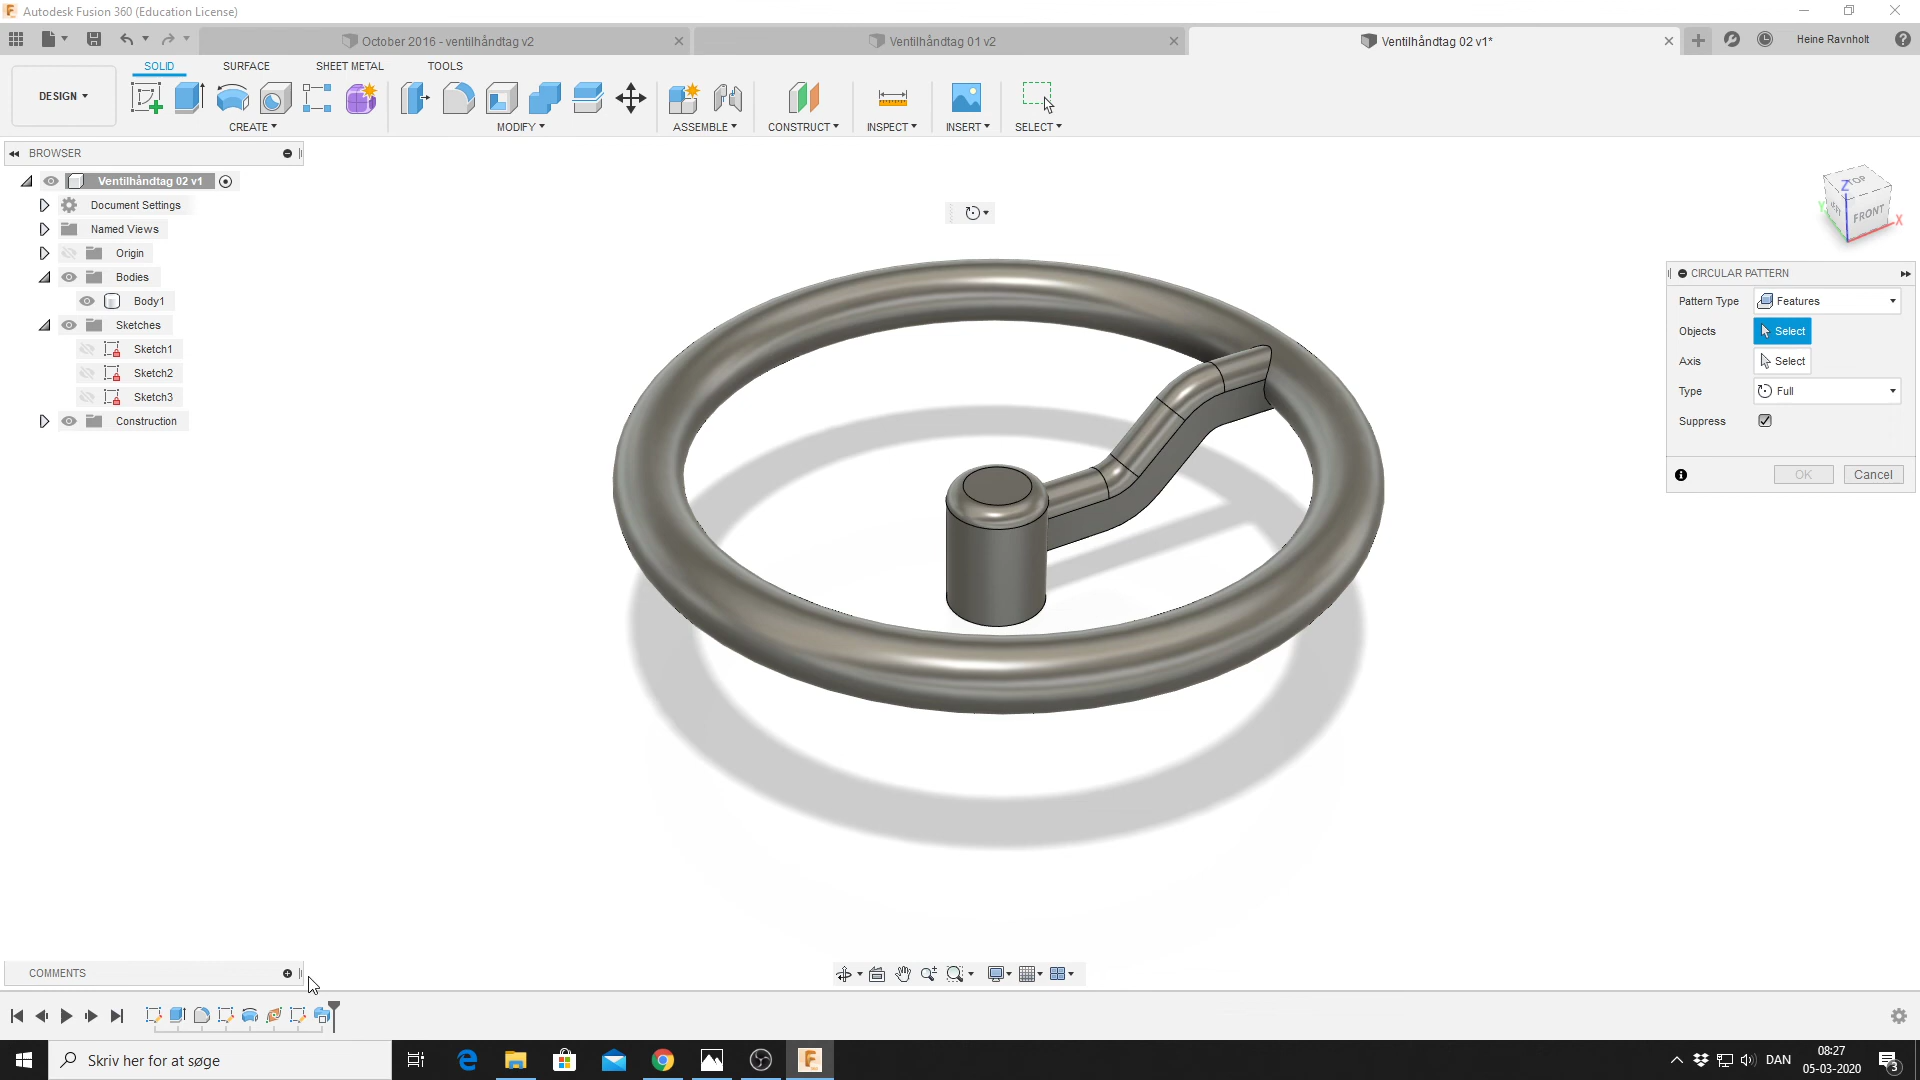 Autodesk Fusion 360 (Education License)
October 2016 - ventilhåndtag v2
Ventilhåndtag 01 v2
Ventilhåndtag 02 v1*
Heine Ravnholt
DESIGN
SOLID
SURFACE
SHEET METAL
TOOLS
CREATE
MODIFY
ASSEMBLE
CONSTRUCT
INSPECT
INSERT
SELECT
BROWSER
Ventilhåndtag 02 v1
Document Settings
Named Views
Origin
Bodies
Body1
Sketches
Sketch1
Sketch2
Sketch3
Construction
TOP
FRONT
Z
Y
X
CIRCULAR PATTERN
Pattern Type
Features
Objects
Select
Axis
Select
Type
Full
Suppress
OK
Cancel
COMMENTS
Skriv her for at søge
DAN
08:27
05-03-2020
3